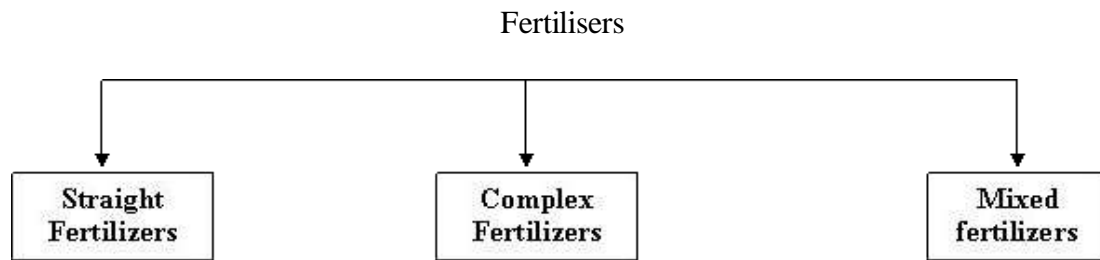 Fertilisers
Straight
Fertilizers
Complex
Fertilizers
Mixed
fertilizers